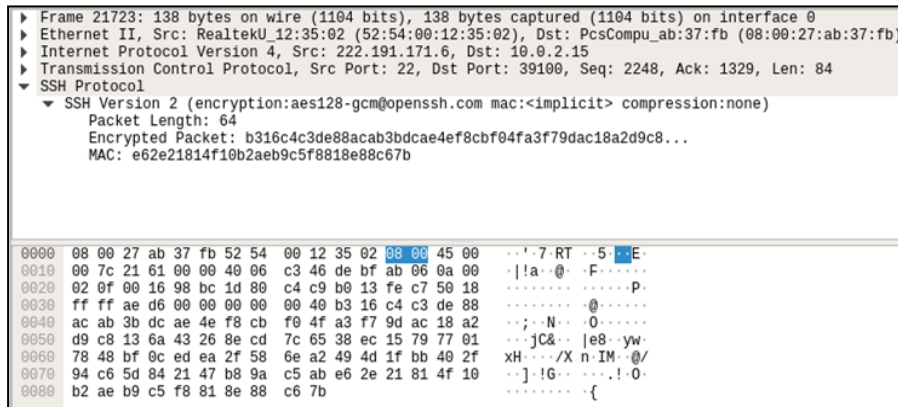 Frame 21723: 138 bytes on wire (1104 bits), 138 bytes captured (1104 bits) on interface 0
Ethernet II, Src: RealtekU_12:35:02 (52:54:00:12:35:02), Dst: PcsCompu_ab:37:fb (08:00:27:ab:37:fb)
Internet Protocol Version 4, Src: 222.191.171.6, Dst: 10.0.2.15
Transmission Control Protocol, Src Port: 22, Dst Port: 39100, Seq: 2248, Ack: 1329, Len: 84
SSH Protocol
SSH Version 2 (encryption:aes128-gcm@openssh.com mac:<implicit> compression:none)
Packet Length: 64
Encrypted Packet: b316c4c3de88acab3bdcae4ef8cbf04fa3f79dac18a2d9c8...
MAC: e62e21814f10b2aeb9c5f8818e88c67b
0000 08 00 27 ab 37 fb 52 54 00 12 35 02 08 00 45 00 ··'·7·RT ··5···E·
0010 00 7c 21 61 00 00 40 06 c3 46 de bf ab 06 0a 00 ·|!a··@· ·F······
0020 02 0f 00 16 98 bc 1d 80 c4 c9 b0 13 fe c7 50 18 ········ ······P·
0030 ff ff ae d6 00 00 00 00 00 40 b3 16 c4 c3 de 88 ········ ·@······
0040 ac ab 3b dc ae 4e f8 cb f0 4f a3 f7 9d ac 18 a2 ··;··N·· ·O······
0050 d9 c8 13 6a 43 26 8e cd 7c 65 38 ec 15 79 77 01 ···jC&·· |e8··yw·
0060 78 48 bf 0c ed ea 2f 58 6e a2 49 4d 1f bb 40 2f xH····/X n·IM··@/
0070 94 c6 5d 84 21 47 b8 9a c5 ab e6 2e 21 81 4f 10 ··]·!G·· ···.!·O·
0080 b2 ae b9 c5 f8 81 8e 88 c6 7b ········ ·{